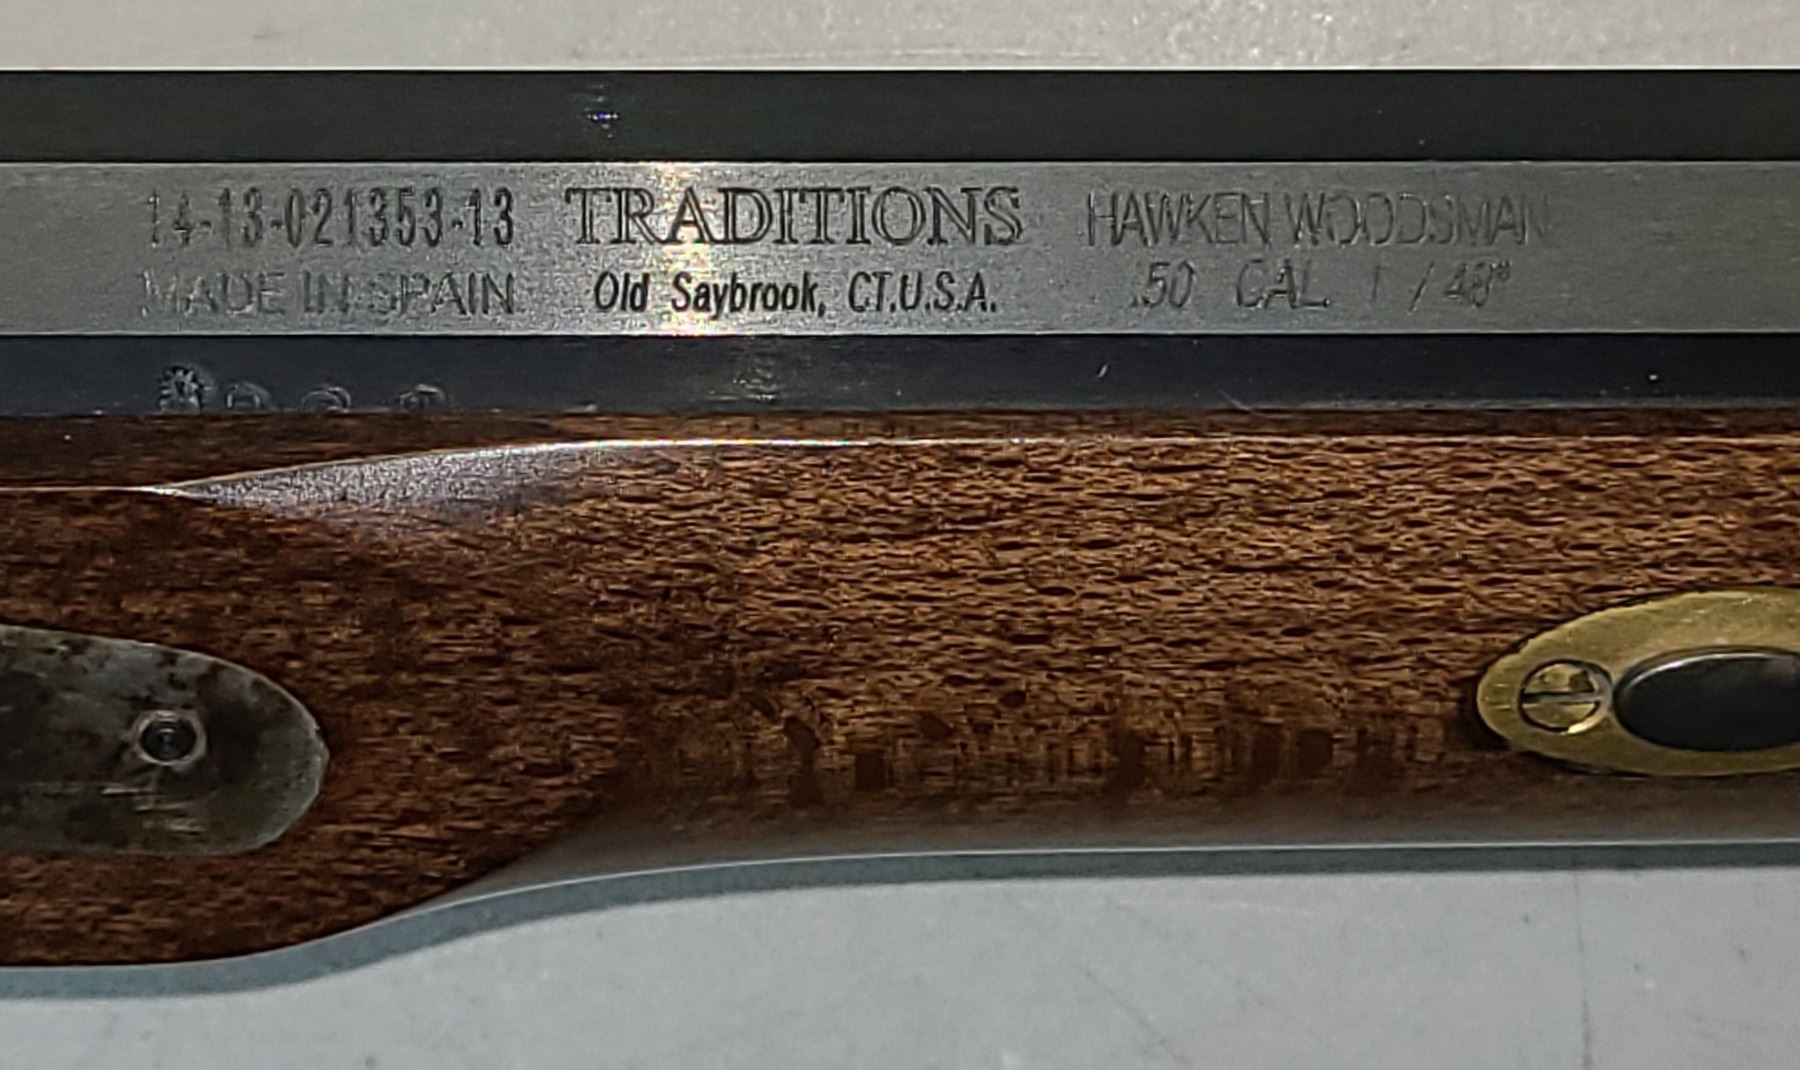 14-13-021353-13 TRADITIONS HAWKEN WOODSMAN
MADE IN SPAIN Old Saybrook, CT.U.S.A. .50 CAL. 1 / 48"